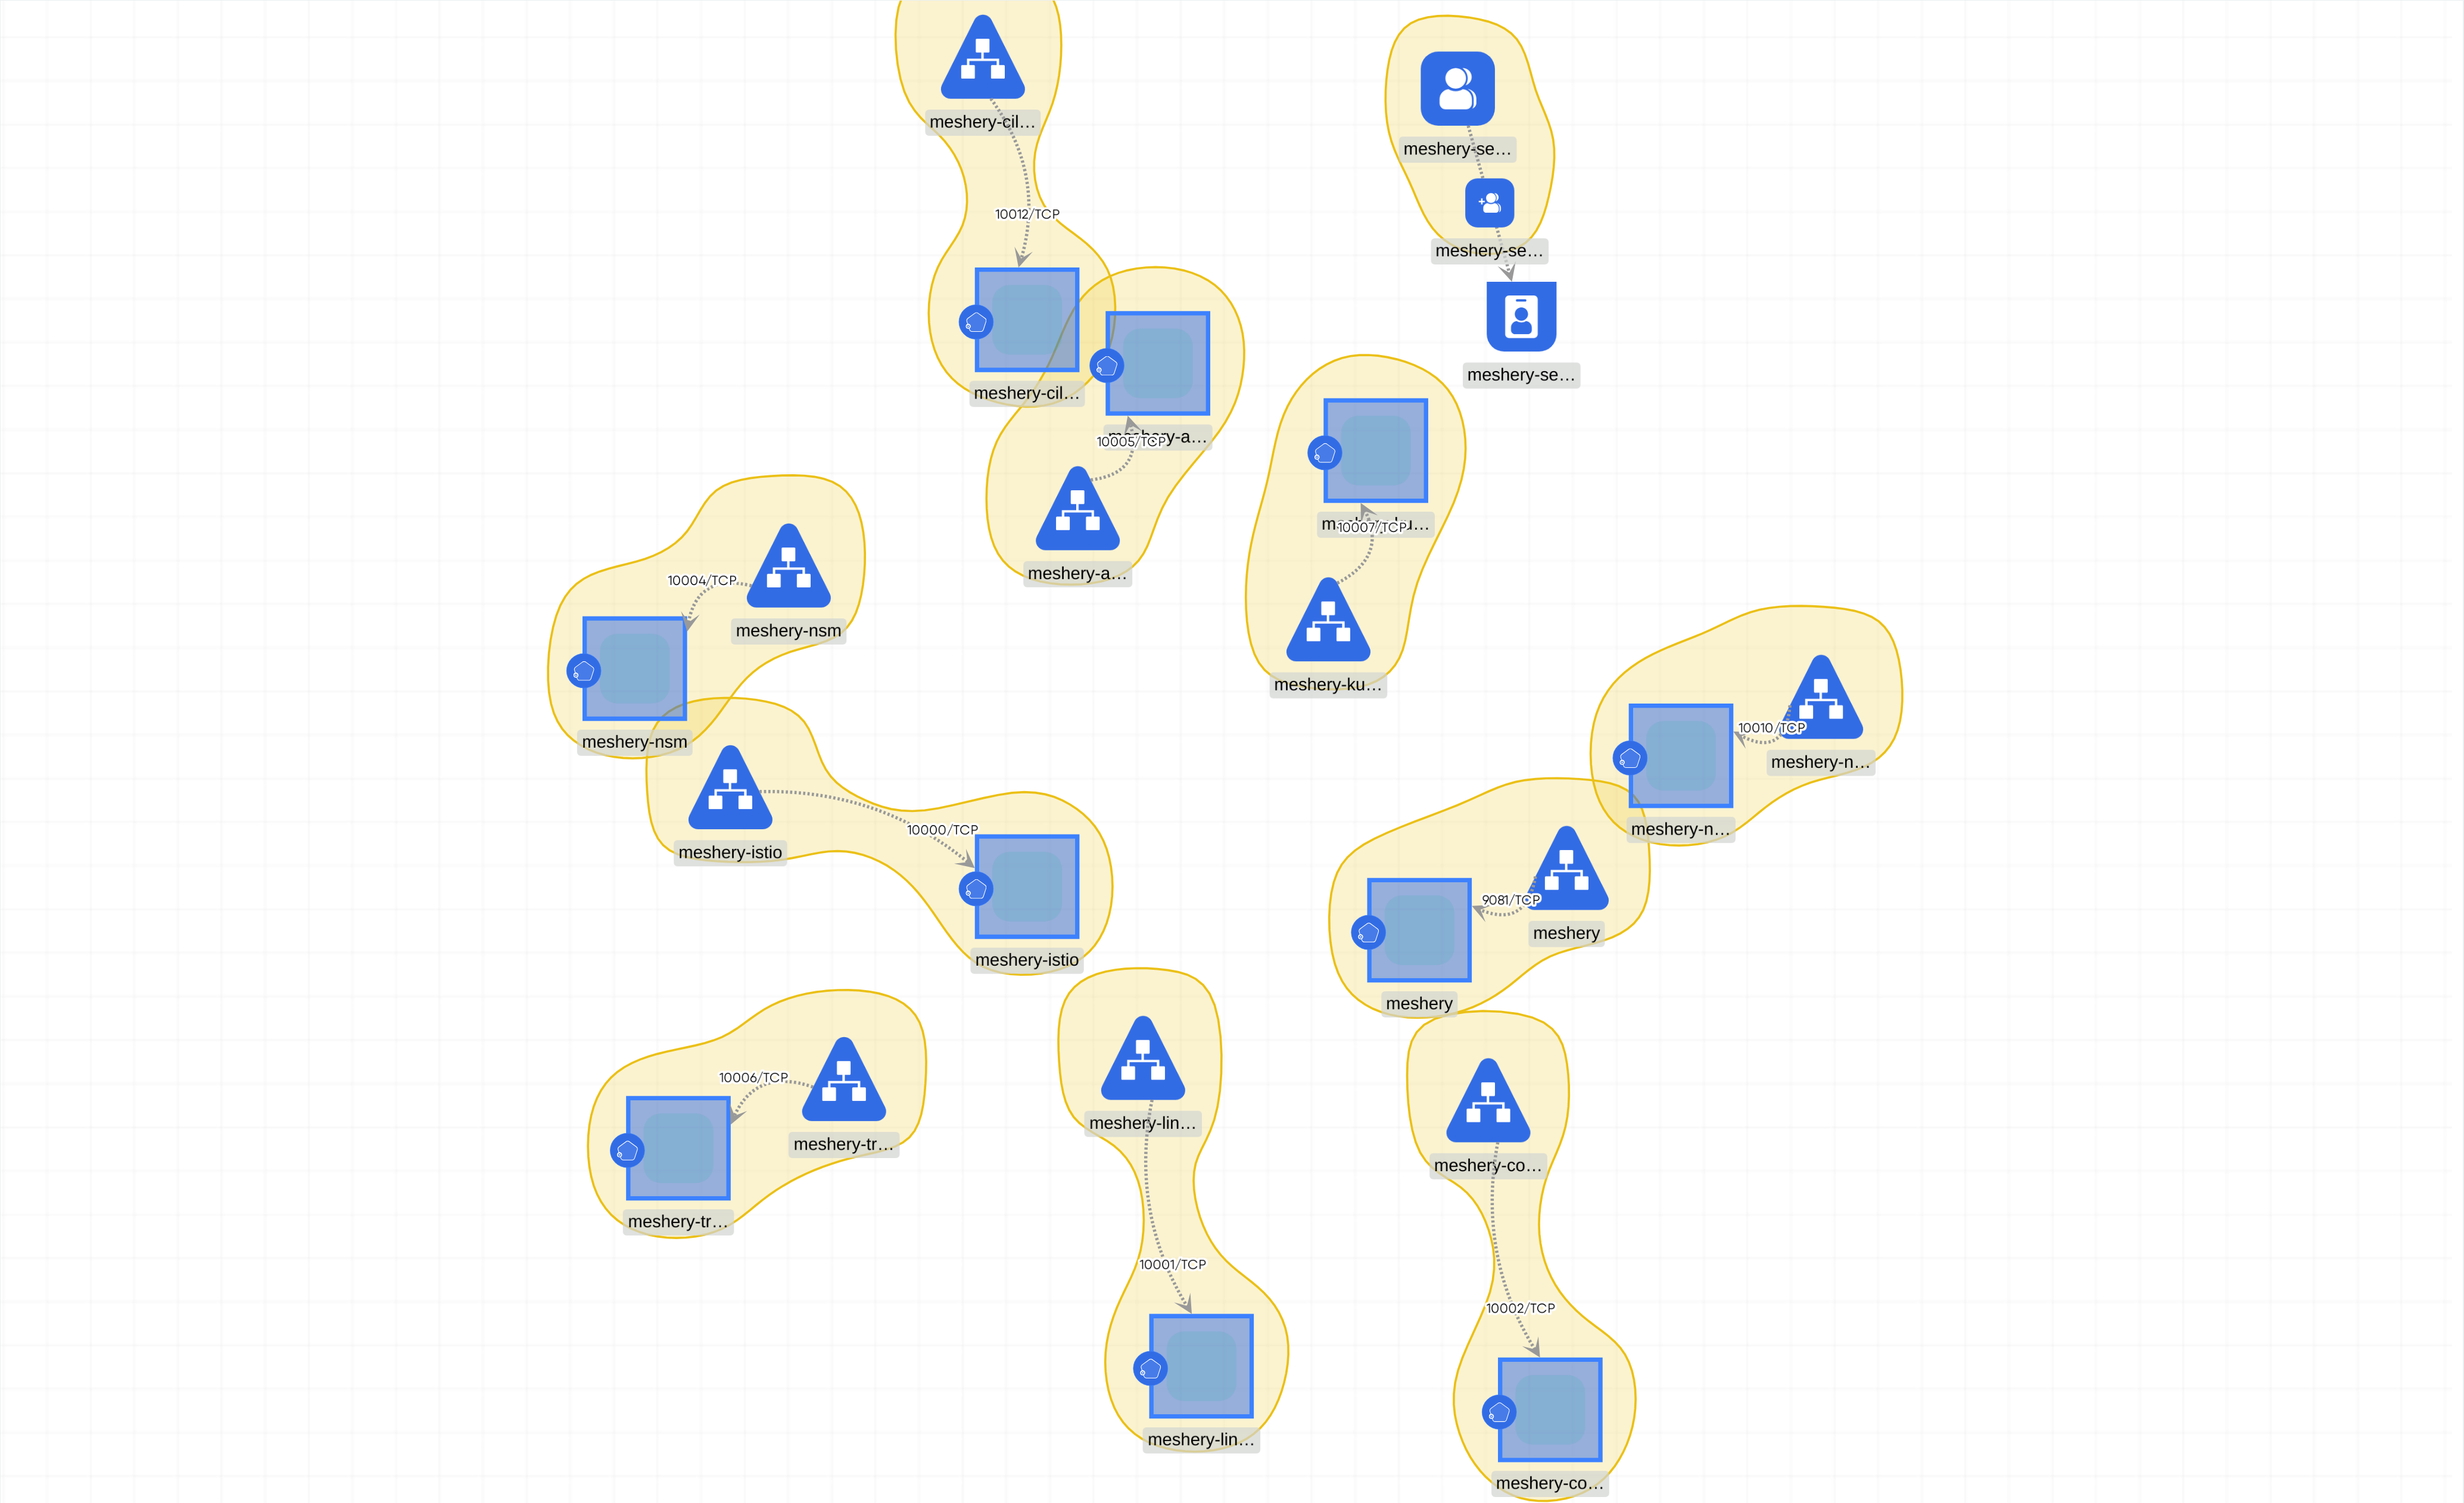 meshery-cil…
10012/TCP
meshery-cil…
meshery-se…
meshery-se…
meshery-se…
10005/TCP
meshery-a…
10007/TCP
meshery-ku…
10004/TCP
meshery-nsm
meshery-nsm
meshery-istio
10000/TCP
meshery-istio
10010/TCP
meshery-n…
meshery-n…
9081/TCP
meshery
meshery
10006/TCP
meshery-tr…
meshery-tr…
meshery-lin…
10001/TCP
meshery-lin…
meshery-co…
10002/TCP
meshery-co…